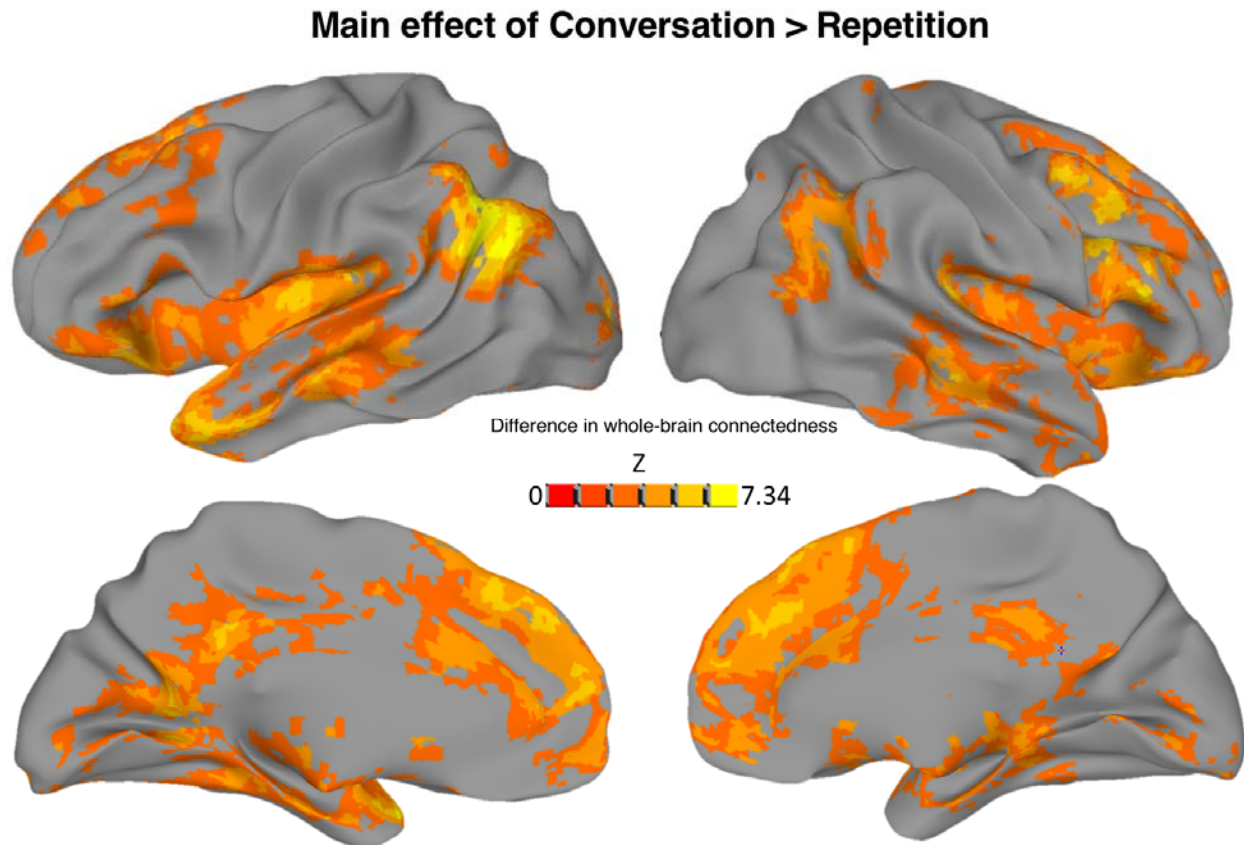 Main effect of Conversation > Repetition
Difference in whole-brain connectedness
Z
0 7.34